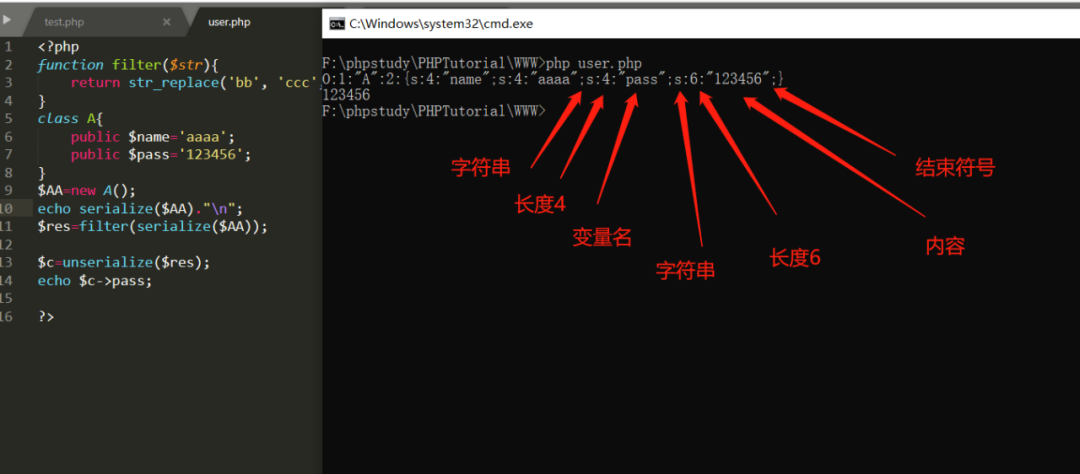 test.php
user.php
1 <?php
2 function filter($str){
3 return str_replace('bb', 'ccc'
4 }
5 class A{
6 public $name='aaaa';
7 public $pass='123456';
8 }
9 $AA=new A();
10 echo serialize($AA)."\n";
11 $res=filter(serialize($AA));
12
13 $c=unserialize($res);
14 echo $c->pass;
15
16 ?>
C:\Windows\system32\cmd.exe
F:\phpstudy\PHPTutorial\WWW>php user.php
O:1:"A":2:{s:4:"name";s:4:"aaaa";s:4:"pass";s:6:"123456";}
123456
F:\phpstudy\PHPTutorial\WWW>
字符串
长度4
变量名
字符串
长度6
内容
结束符号